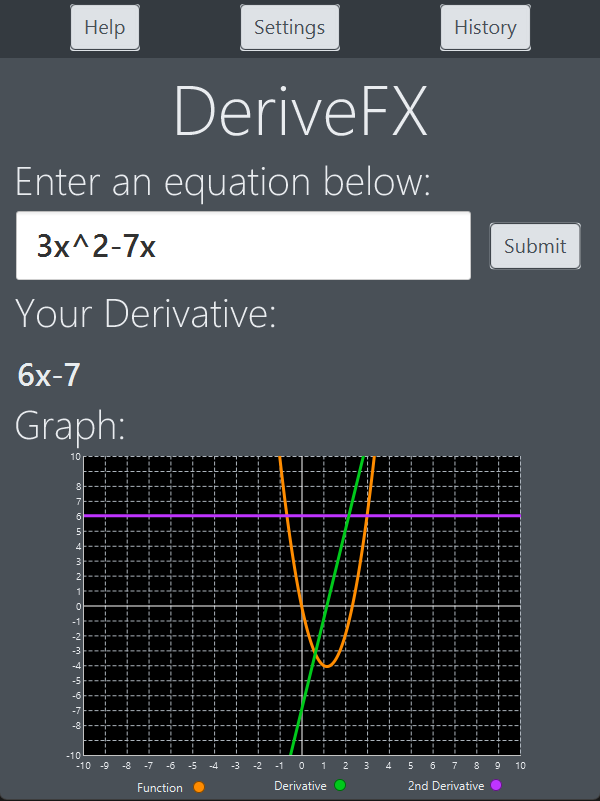 Help Settings History
DeriveFX
Enter an equation below:
3x^2-7x Submit
Your Derivative:
6x-7
Graph:
10
8
7
6
5
4
3
2
1
0
-1
-2
-3
-4
-5
-6
-7
-8
-10
-10 -9 -8 -7 -6 -5 -4 -3 -2 -1 0 1 2 3 4 5 6 7 8 9 10
Function Derivative 2nd Derivative